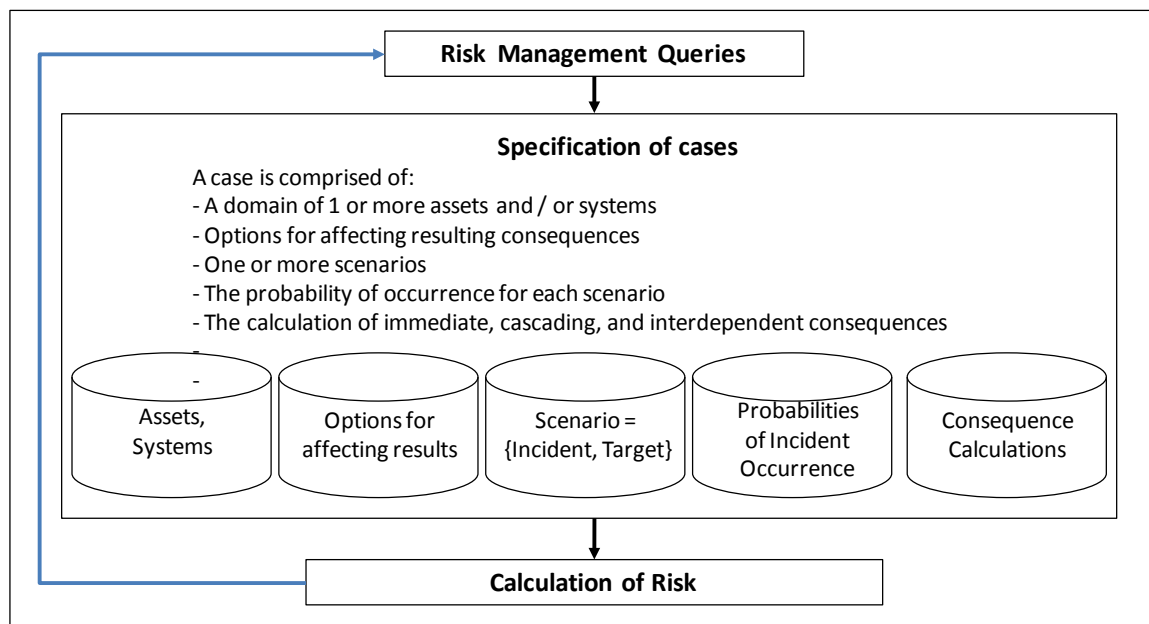 Risk Management Queries
Specification of cases
A case is comprised of:
- A domain of 1 or more assets and / or systems
- Options for affecting resulting consequences
- One or more scenarios
- The probability of occurrence for each scenario
- The calculation of immediate, cascading, and interdependent consequences
-
-
Assets,
Systems
Options for
affecting results
Scenario =
{Incident, Target}
Probabilities
of Incident
Occurrence
Consequence
Calculations
Calculation of Risk